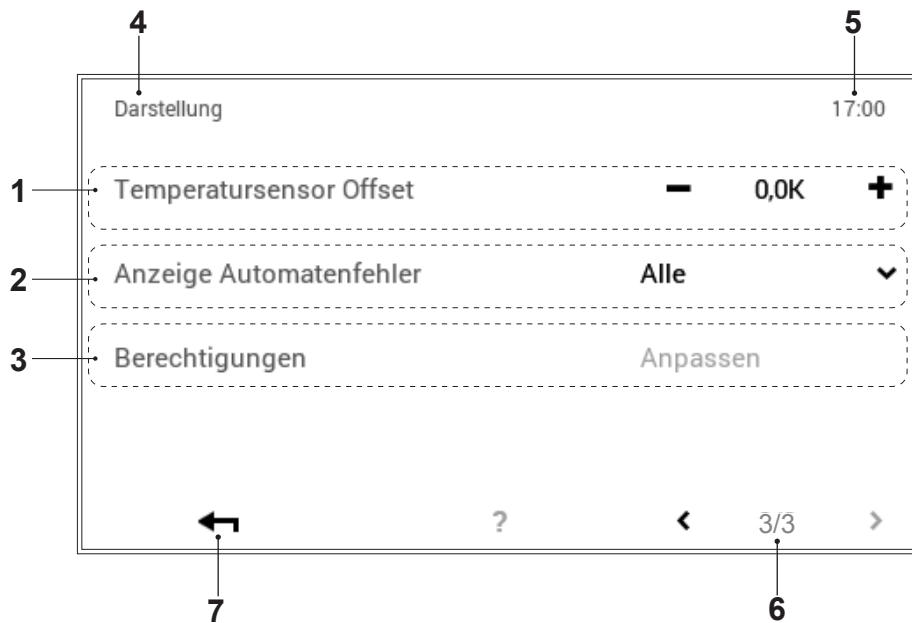 4 5
Darstellung 17:00
1 Temperatursensor Offset − 0,0K +
2 Anzeige Automatenfehler Alle
3 Berechtigungen Anpassen
? < 3/3 >
7 6